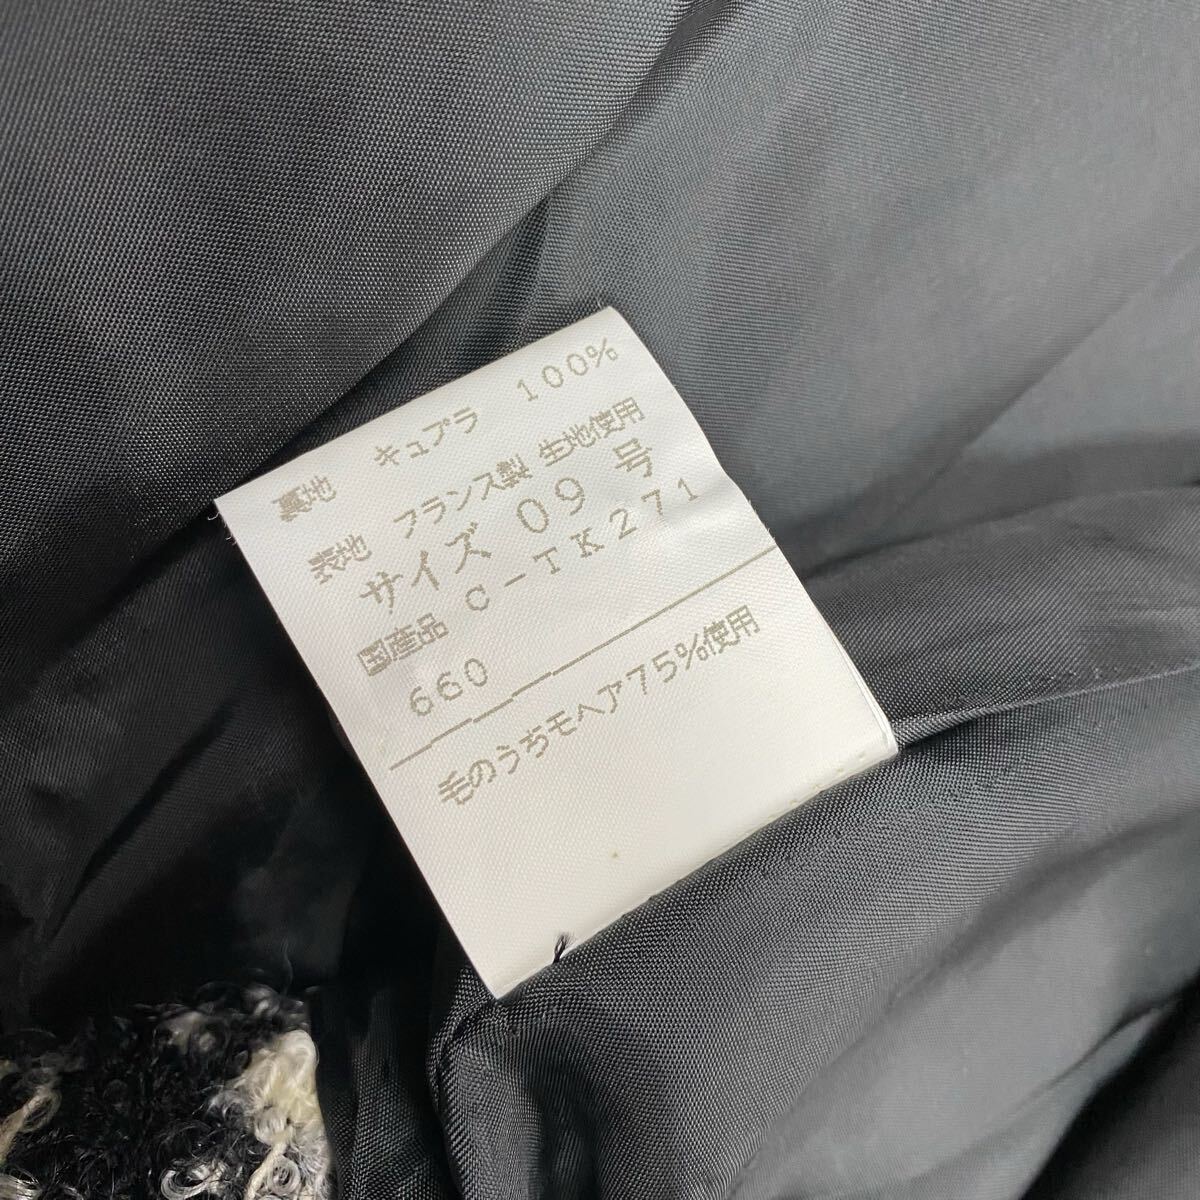 裏地 キュプラ 100%
表地 フランス製 生地使用
サイズ 09 号
国産品 C-TK271
660
毛のうちモヘア75%使用